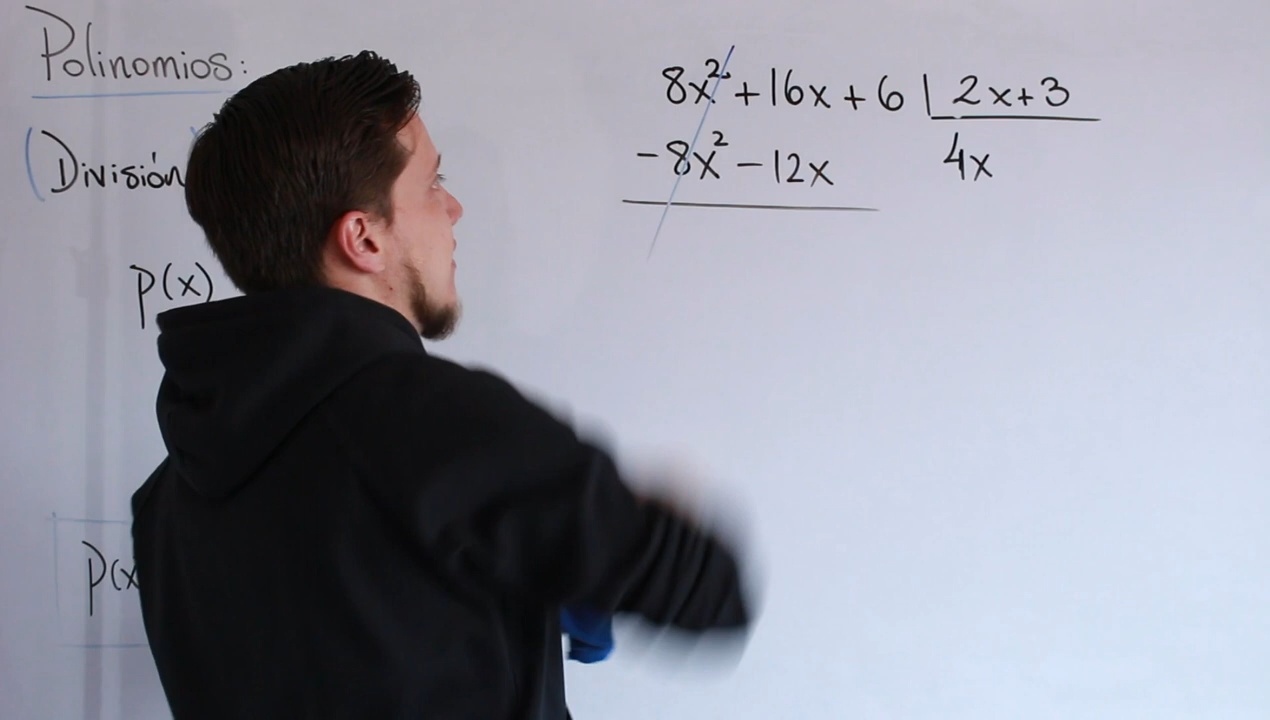 Polinomios:
(División
p(x)
p(x
8x² + 16x + 6 | 2x + 3
- 8x² - 12x 4x